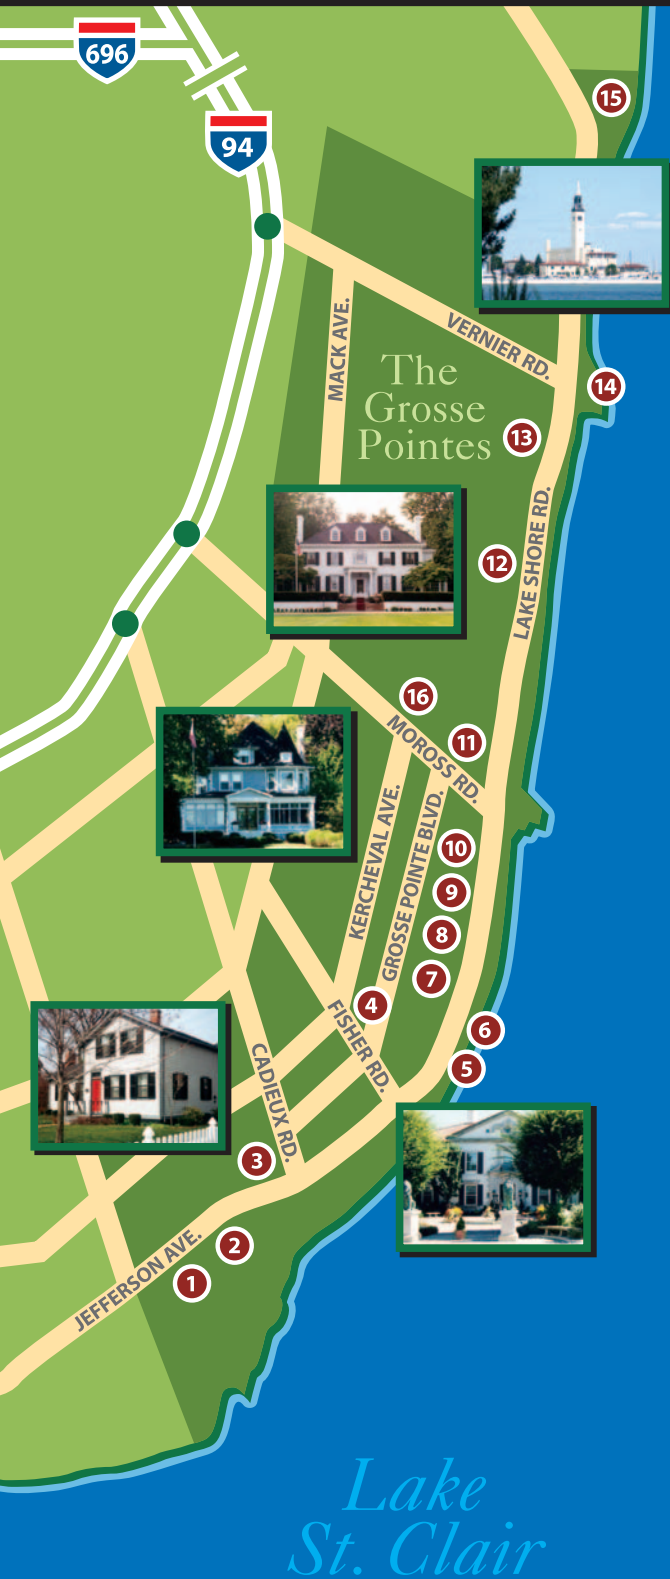 696
94
15
VERNIER RD.
MACK AVE.
The
Grosse
Pointes
14
13
LAKE SHORE RD.
12
16
MOROSS RD.
11
KERCHEVAL AVE.
GROSSE POINTE BLVD.
10
9
8
7
4
FISHER RD.
6
5
CADIEUX RD.
3
2
JEFFERSON AVE.
1
Lake
St. Clair